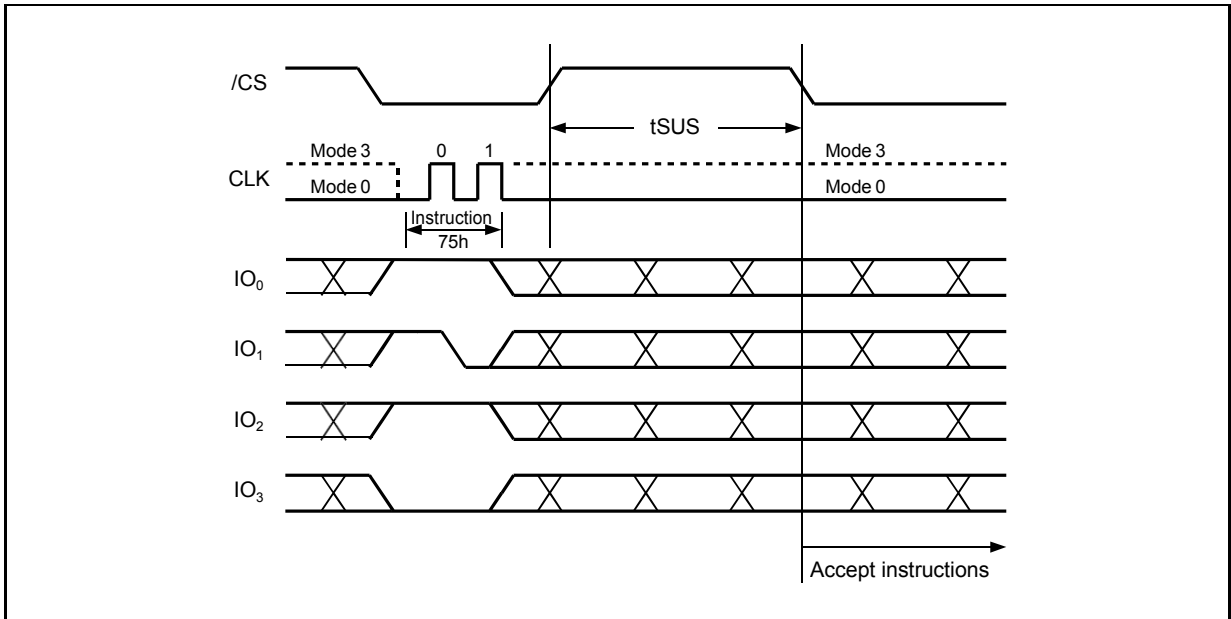 /CS
tSUS
Mode 3 0 1 Mode 3
CLK
Mode 0 Mode 0
Instruction
75h
IO₀
IO₁
IO₂
IO₃
Accept instructions